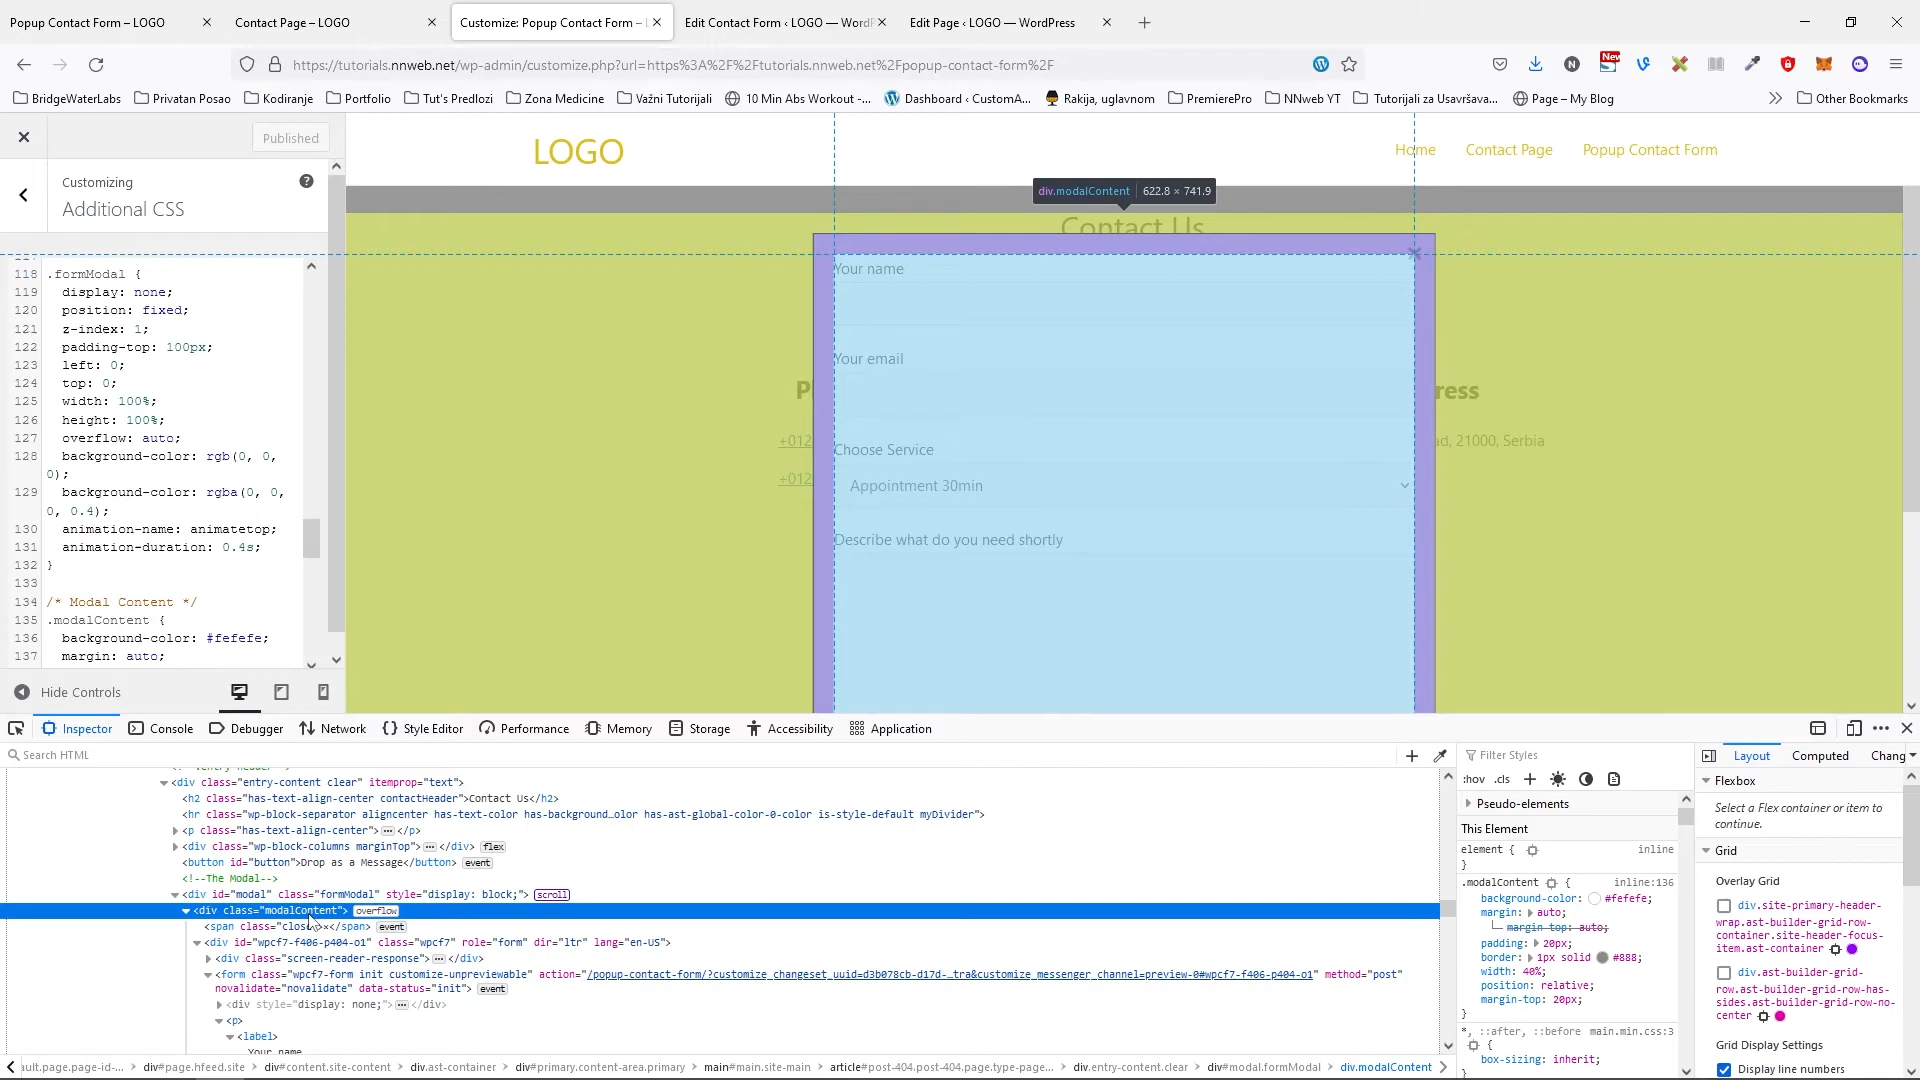 Popup Contact Form – LOGO
Contact Page – LOGO
Customize: Popup Contact Form –
Edit Contact Form ‹ LOGO — WordP
Edit Page ‹ LOGO — WordPress
https://tutorials.nnweb.net/wp-admin/customize.php?url=https%3A%2F%2Ftutorials.nnweb.net%2Fpopup-contact-form%2F
New
BridgeWaterLabs
Privatan Posao
Kodiranje
Portfolio
Tut's Predlozi
Zona Medicine
Važni Tutorijali
10 Min Abs Workout -...
Dashboard ‹ CustomA...
Rakija, uglavnom
PremierePro
NNweb YT
Tutorijali za Usavršava...
Page – My Blog
Other Bookmarks
Published
Customizing
Additional CSS
118 .formModal {
119 display: none;
120 position: fixed;
121 z-index: 1;
122 padding-top: 100px;
123 left: 0;
124 top: 0;
125 width: 100%;
126 height: 100%;
127 overflow: auto;
128 background-color: rgb(0, 0,
0);
129 background-color: rgba(0, 0,
0, 0.4);
130 animation-name: animatetop;
131 animation-duration: 0.4s;
132 }
133
134 /* Modal Content */
135 .modalContent {
136 background-color: #fefefe;
137 margin: auto;
Hide Controls
LOGO
Home
Contact Page
Popup Contact Form
div.modalContent 622.8 × 741.9
Contact Us
Your name
Your email
ress
+012
ad, 21000, Serbia
+012
Choose Service
Appointment 30min
Describe what do you need shortly
Inspector
Console
Debugger
Network
Style Editor
Performance
Memory
Storage
Accessibility
Application
Search HTML
<div class="entry-content clear" itemprop="text">
<h2 class="has-text-align-center contactHeader">Contact Us</h2>
<hr class="wp-block-separator aligncenter has-text-color has-background…olor has-ast-global-color-0-color is-style-default myDivider">
<p class="has-text-align-center"> </p>
<div class="wp-block-columns marginTop"> </div> flex
<button id="button">Drop as a Message</button> event
<!--The Modal-->
<div id="modal" class="formModal" style="display: block;"> scroll
<div class="modalContent"> overflow
<span class="close">×</span> event
<div id="wpcf7-f406-p404-o1" class="wpcf7" role="form" dir="ltr" lang="en-US">
<div class="screen-reader-response"> </div>
<form class="wpcf7-form init customize-unpreviewable" action="/popup-contact-form/?customize_changeset_uuid=d3b078cb-d17d-…tra&customize_messenger_channel=preview-0#wpcf7-f406-p404-o1" method="post"
novalidate="novalidate" data-status="init"> event
<div style="display: none;"> </div>
<p>
<label>
Your name
ault.page.page-id-...
div#page.hfeed.site
div#content.site-content
div.ast-container
div#primary.content-area.primary
main#main.site-main
article#post-404.post-404.page.type-page...
div.entry-content.clear
div#modal.formModal
div.modalContent
Filter Styles
:hov .cls
Pseudo-elements
This Element
element { inline
}
.modalContent { inline:136
background-color: #fefefe;
margin: auto;
margin-top: auto;
padding: 20px;
border: 1px solid #888;
width: 40%;
position: relative;
margin-top: 20px;
}
*, ::after, ::before main.min.css:3
{
box-sizing: inherit;
}
Layout
Computed
Chang
Flexbox
Select a Flex container or item to
continue.
Grid
Overlay Grid
div.site-primary-header-
wrap.ast-builder-grid-row-
container.site-header-focus-
item.ast-container
div.ast-builder-grid-
row.ast-builder-grid-row-has-
sides.ast-builder-grid-row-no-
center
Grid Display Settings
Display line numbers